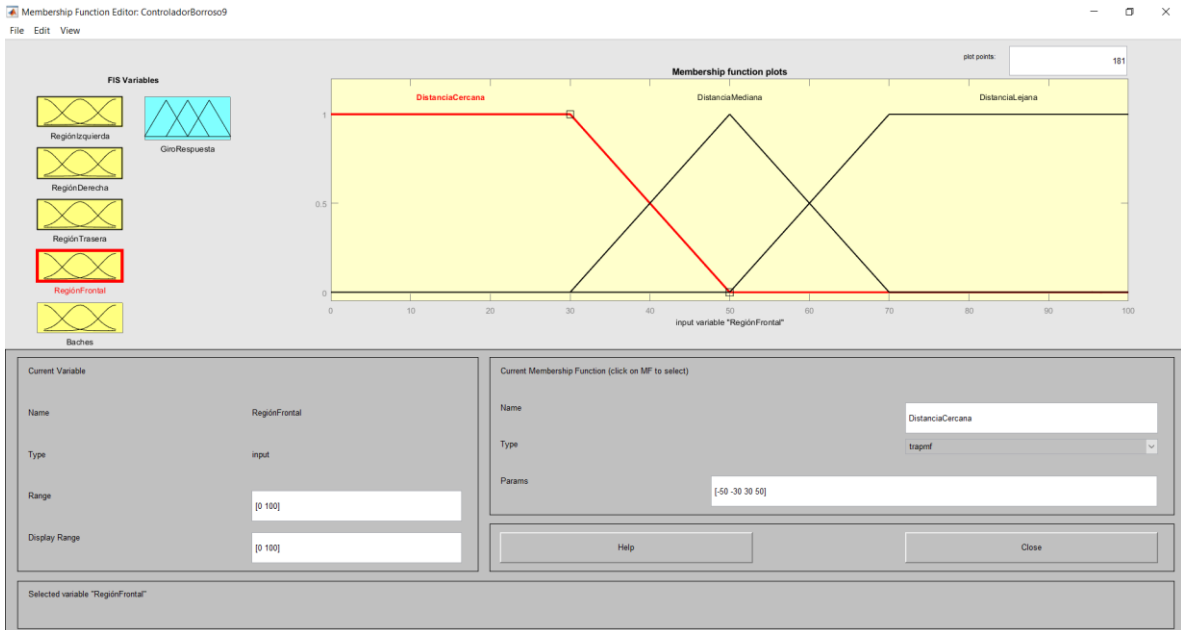 Membership Function Editor: ControladorBorroso9
File Edit View
FIS Variables
RegiónIzquierda
GiroRespuesta
RegiónDerecha
RegiónTrasera
RegiónFrontal
Baches
plot points:
181
Membership function plots
DistanciaCercana DistanciaMediana DistanciaLejana
1
0.5
0
0 10 20 30 40 50 60 70 80 90 100
input variable "RegiónFrontal"
Current Variable
Name RegiónFrontal
Type input
Range [0 100]
Display Range [0 100]
Current Membership Function (click on MF to select)
Name DistanciaCercana
Type trapmf
Params [-50 -30 30 50]
Help Close
Selected variable "RegiónFrontal"